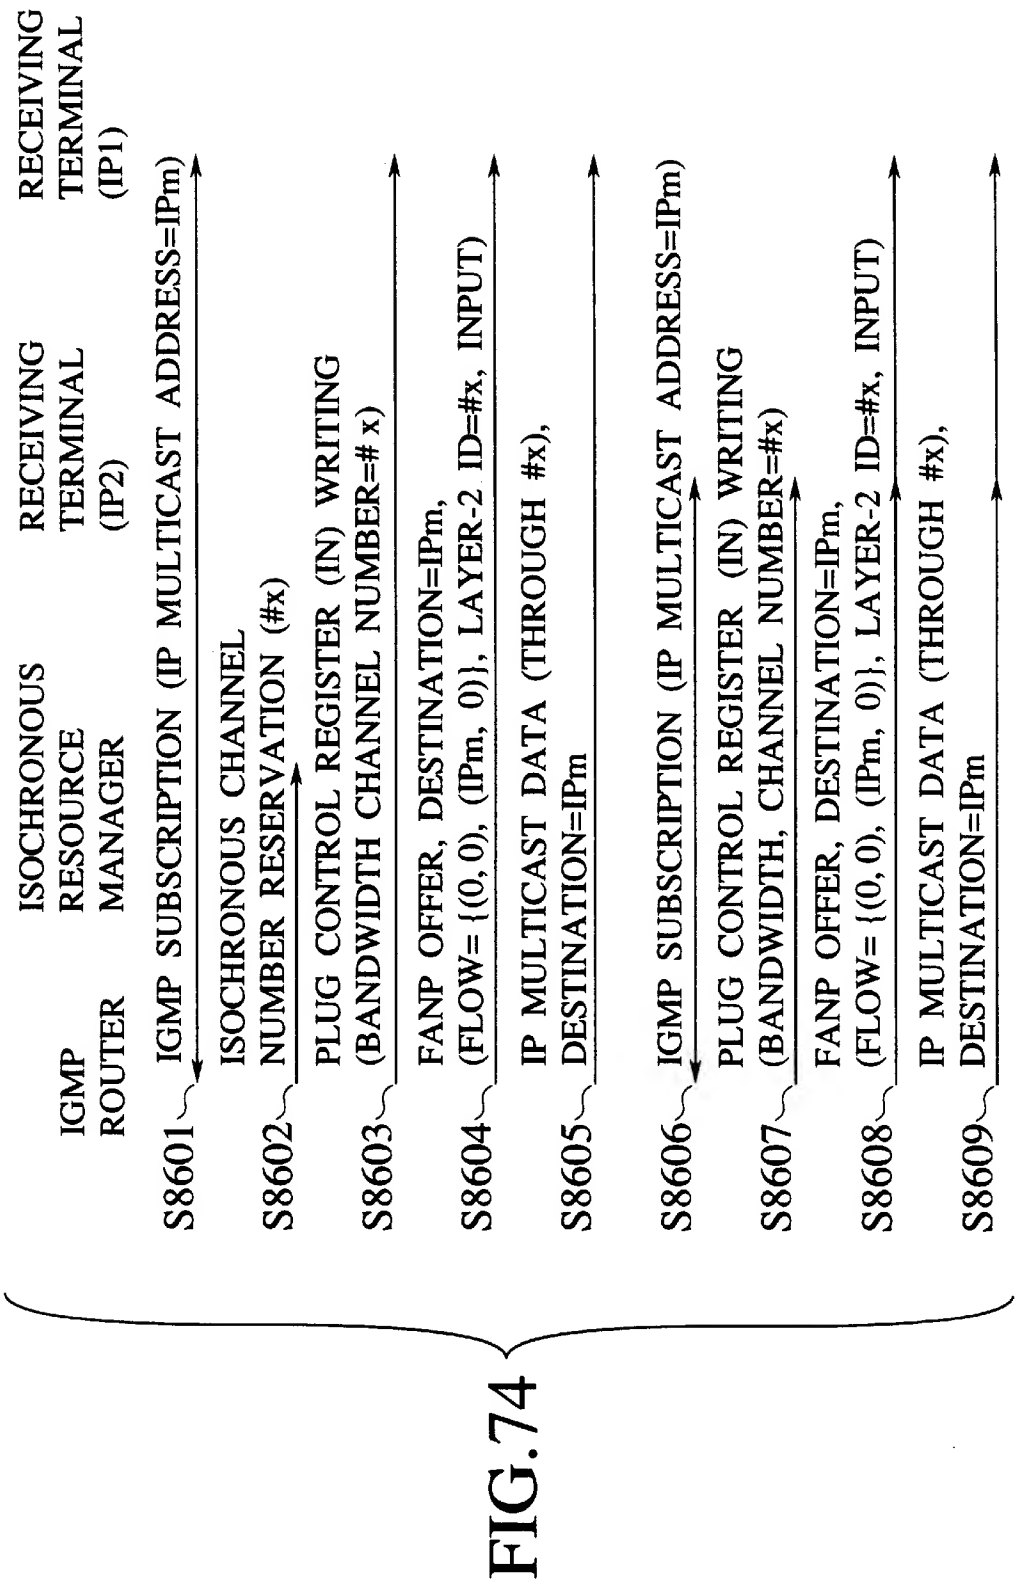 FIG.74
IGMP
ROUTER
ISOCHRONOUS
RESOURCE
MANAGER
RECEIVING
TERMINAL
(IP2)
RECEIVING
TERMINAL
(IP1)
S8601
IGMP SUBSCRIPTION (IP MULTICAST ADDRESS=IPm)
S8602
ISOCHRONOUS CHANNEL
NUMBER RESERVATION (#x)
S8603
PLUG CONTROL REGISTER (IN) WRITING
(BANDWIDTH CHANNEL NUMBER=# x)
S8604
FANP OFFER, DESTINATION=IPm,
(FLOW= {(0,0), (IPm, 0)}, LAYER-2 ID=#x, INPUT)
S8605
IP MULTICAST DATA (THROUGH #x),
DESTINATION=IPm
S8606
IGMP SUBSCRIPTION (IP MULTICAST ADDRESS=IPm)
S8607
PLUG CONTROL REGISTER (IN) WRITING
(BANDWIDTH, CHANNEL NUMBER=#x)
S8608
FANP OFFER, DESTINATION=IPm,
(FLOW= {(0,0), (IPm, 0)}, LAYER-2 ID=#x, INPUT)
S8609
IP MULTICAST DATA (THROUGH #x),
DESTINATION=IPm